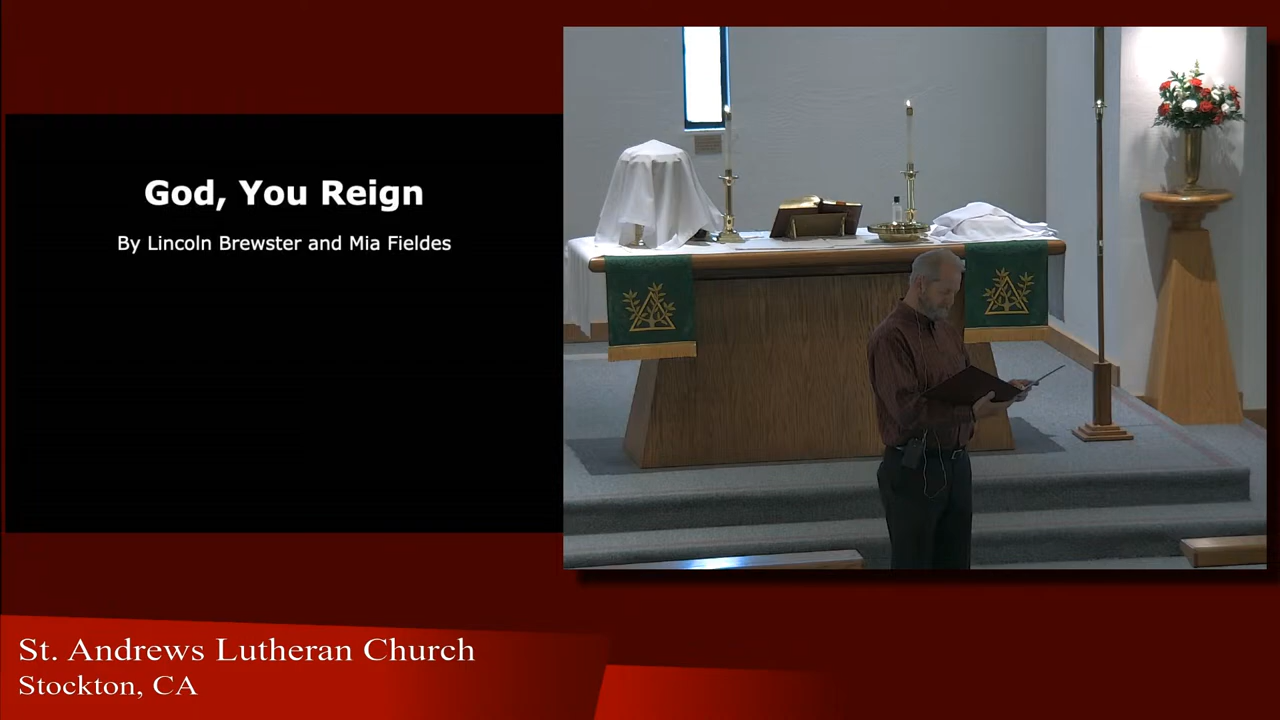 God, You Reign
By Lincoln Brewster and Mia Fieldes
St. Andrews Lutheran Church
Stockton, CA